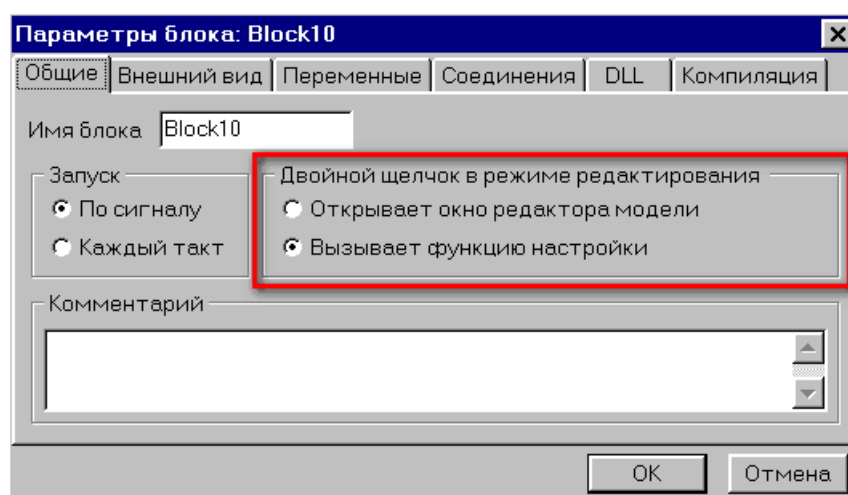 Параметры блока: Block10
Общие Внешний вид Переменные Соединения DLL Компиляция
Имя блока Block10
Запуск Двойной щелчок в режиме редактирования
По сигналу Открывает окно редактора модели
Каждый такт Вызывает функцию настройки
Комментарий
OK Отмена